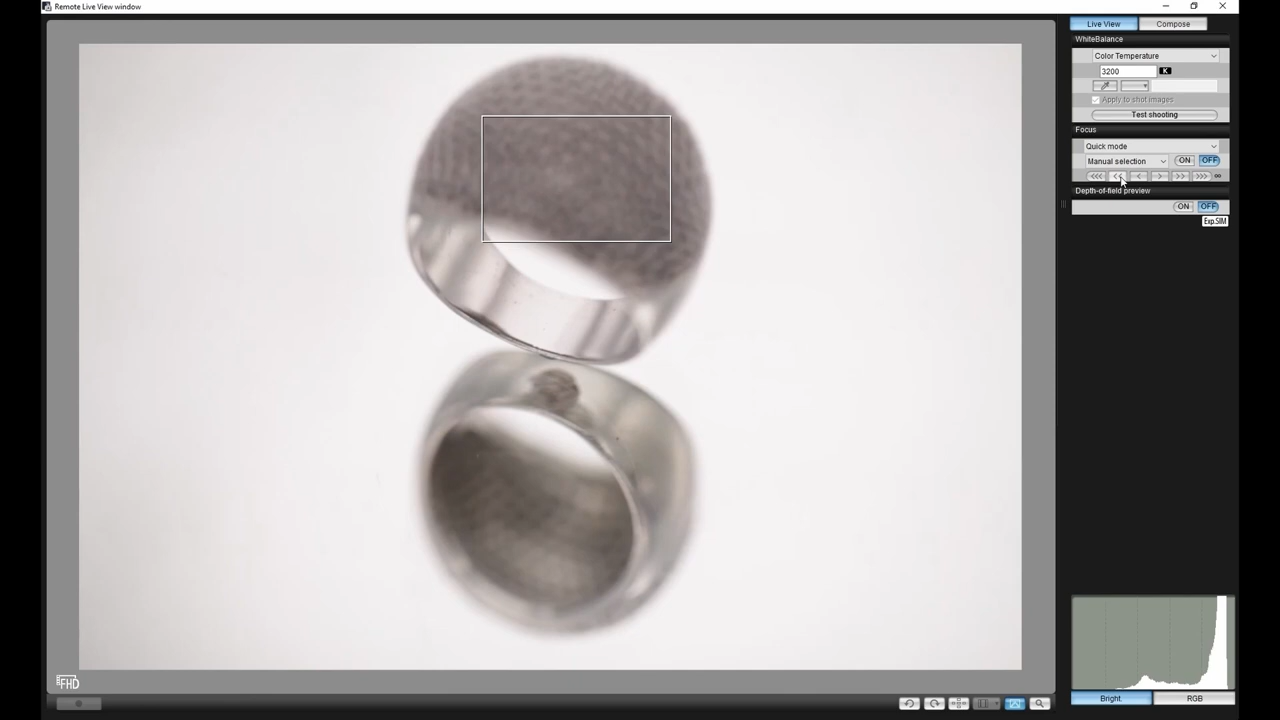 Remote Live View window
Live View
Compose
WhiteBalance
Color Temperature
3200
K
Apply to shot images
Test shooting
Focus
Quick mode
Manual selection
ON
OFF
<<<
<<
<
>
>>
>>>
∞
Depth-of-field preview
ON
OFF
Exp.SIM
FHD
Bright.
RGB